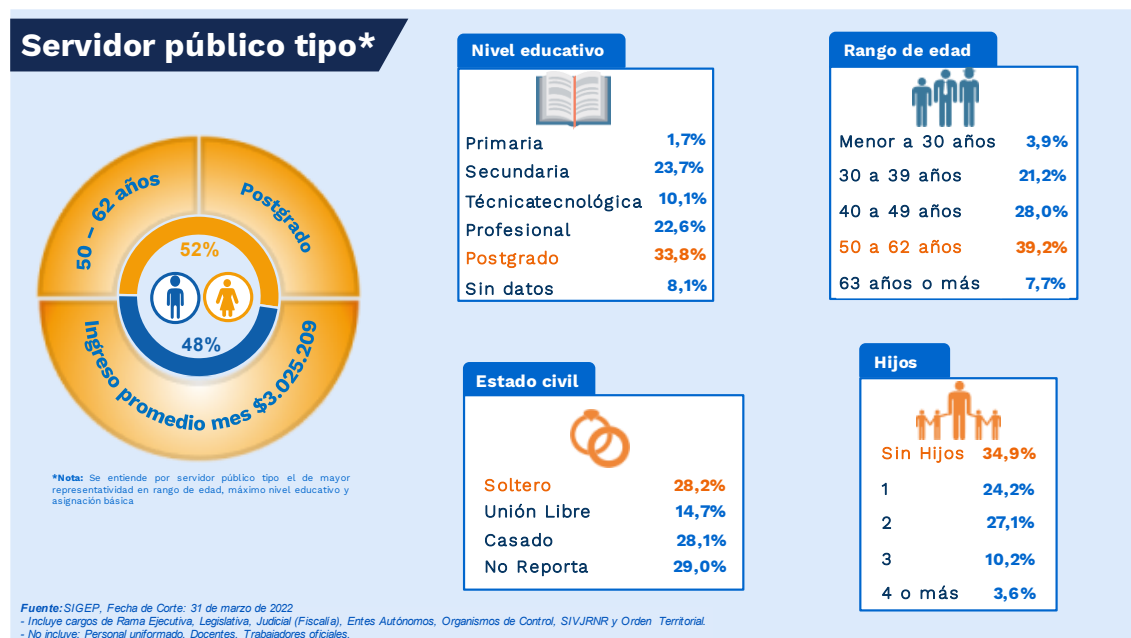 Servidor público tipo*
50 – 62 años
Postgrado
52%
48%
Ingreso promedio mes $3.025.209
*Nota: Se entiende por servidor público tipo el de mayor
representatividad en rango de edad, máximo nivel educativo y
asignación básica
Nivel educativo
Primaria 1,7%
Secundaria 23,7%
Técnicatecnológica 10,1%
Profesional 22,6%
Postgrado 33,8%
Sin datos 8,1%
Rango de edad
Menor a 30 años 3,9%
30 a 39 años 21,2%
40 a 49 años 28,0%
50 a 62 años 39,2%
63 años o más 7,7%
Estado civil
Soltero 28,2%
Unión Libre 14,7%
Casado 28,1%
No Reporta 29,0%
Hijos
Sin Hijos 34,9%
1 24,2%
2 27,1%
3 10,2%
4 o más 3,6%
Fuente: SIGEP, Fecha de Corte: 31 de marzo de 2022
- Incluye cargos de Rama Ejecutiva, Legislativa, Judicial (Fiscalía), Entes Autónomos, Organismos de Control, SIVJRNR y Orden Territorial.
- No incluye: Personal uniformado, Docentes, Trabajadores oficiales.